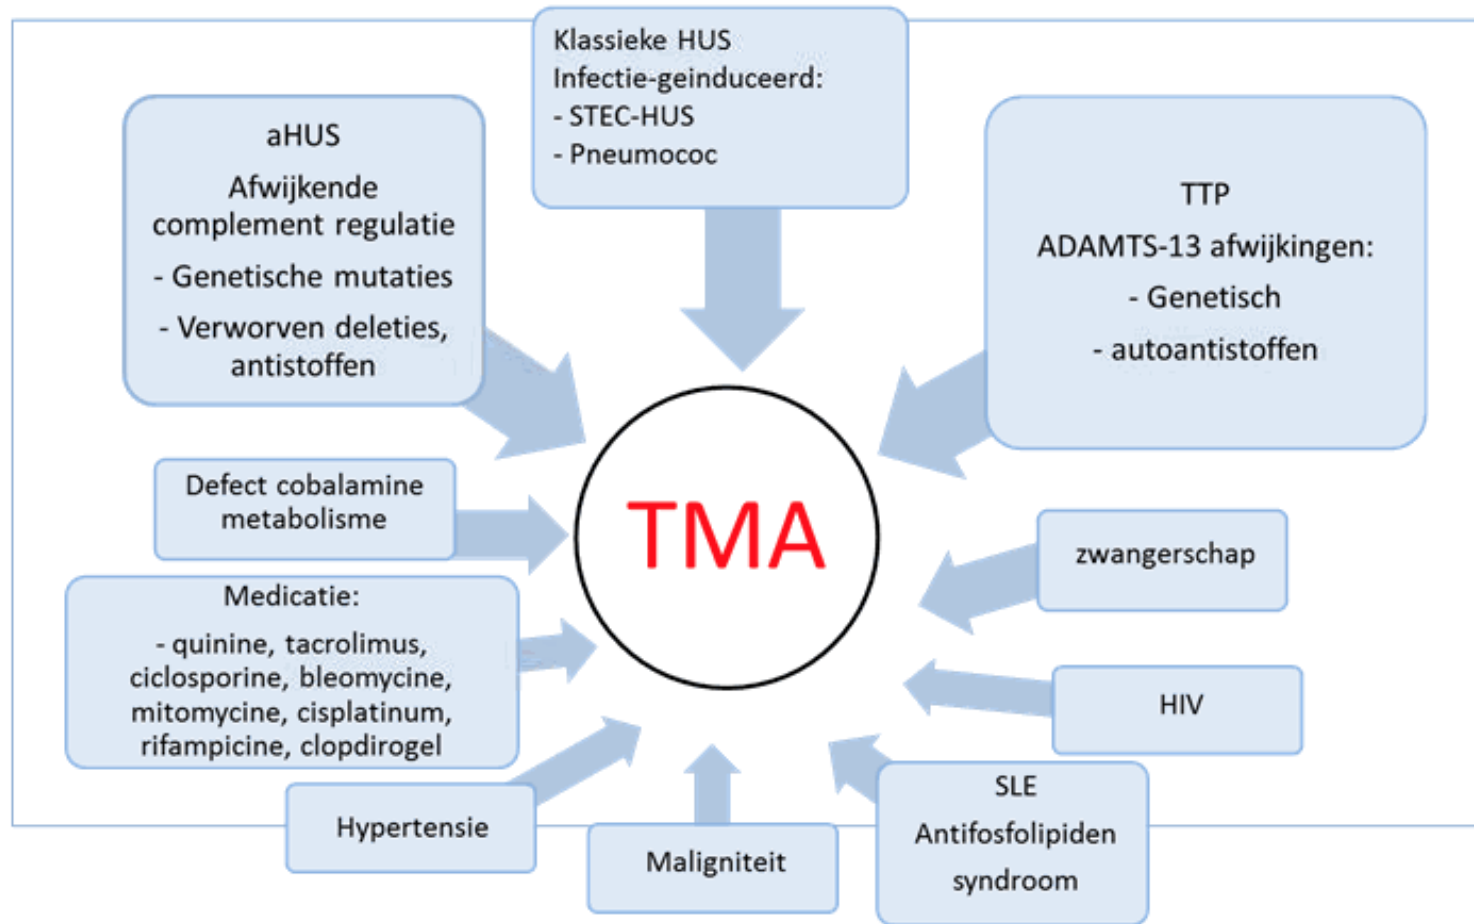 Klassieke HUS
Infectie-geinduceerd:
- STEC-HUS
- Pneumococ
aHUS
Afwijkende
complement regulatie
- Genetische mutaties
- Verworven deleties,
antistoffen
TTP
ADAMTS-13 afwijkingen:
- Genetisch
- autoantistoffen
Defect cobalamine
metabolisme
TMA
zwangerschap
Medicatie:
- quinine, tacrolimus,
ciclosporine, bleomycine,
mitomycine, cisplatinum,
rifampicine, clopdirogel
HIV
Hypertensie
Maligniteit
SLE
Antifosfolipiden
syndroom